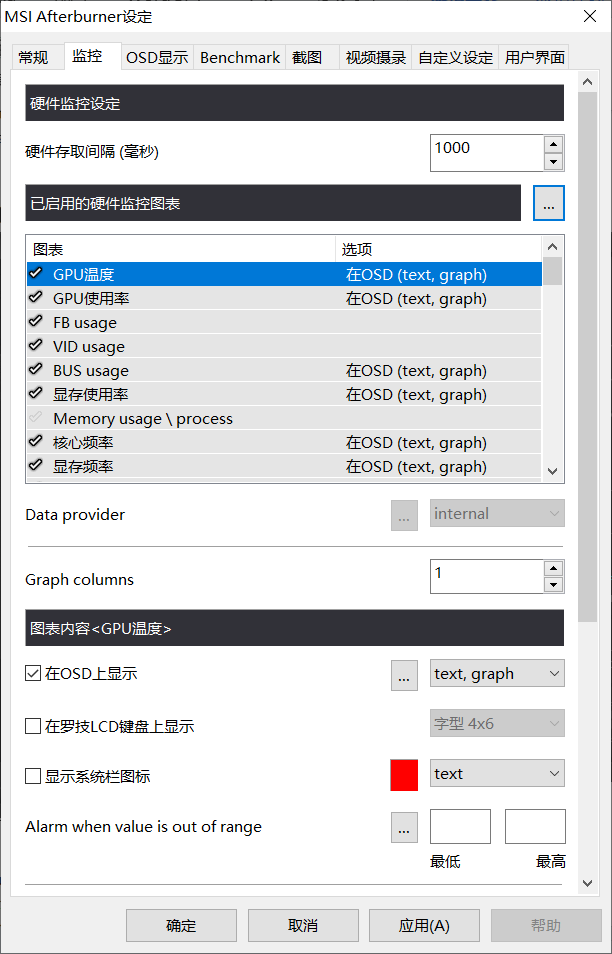 MSI Afterburner设定
常规 监控 OSD显示 Benchmark 截图 视频摄录 自定义设定 用户界面
硬件监控设定
硬件存取间隔 (毫秒) 1000
已启用的硬件监控图表 ...
图表 选项
GPU温度 在OSD (text, graph)
GPU使用率 在OSD (text, graph)
FB usage
VID usage
BUS usage 在OSD (text, graph)
显存使用率 在OSD (text, graph)
Memory usage \ process
核心频率 在OSD (text, graph)
显存频率 在OSD (text, graph)
Data provider ... internal
Graph columns 1
图表内容<GPU温度>
在OSD上显示 ... text, graph
在罗技LCD键盘上显示 字型 4x6
显示系统栏图标 text
Alarm when value is out of range ...
最低 最高
确定 取消 应用(A) 帮助